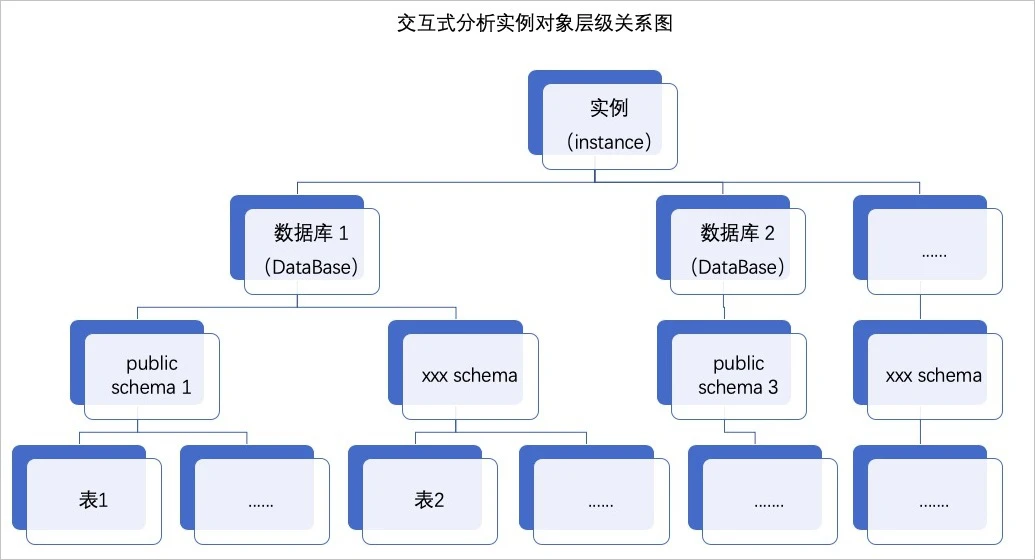 交互式分析实例对象层级关系图
实例
（instance）
数据库 1
（DataBase）
数据库 2
（DataBase）
......
public
schema 1
xxx schema
public
schema 3
xxx schema
表1
......
表2
......
.......
.......